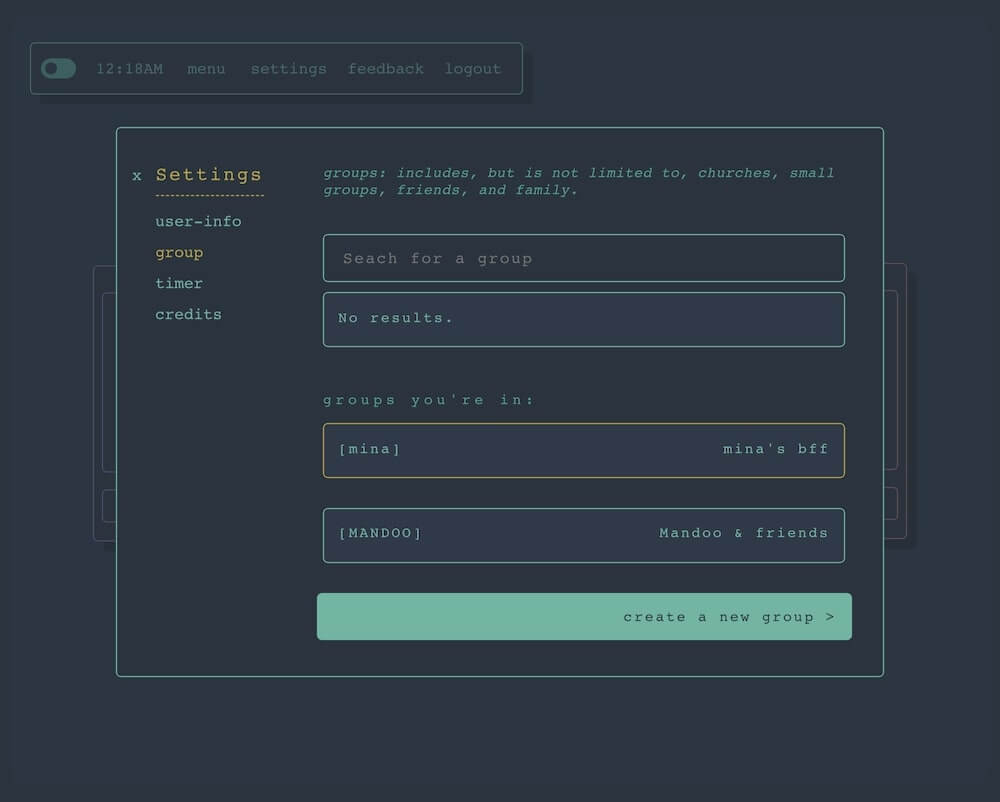 12:18AM menu settings feedback logout
x Settings
user-info
group
timer
credits
groups: includes, but is not limited to, churches, small
groups, friends, and family.
Seach for a group
No results.
groups you're in:
[mina] mina's bff
[MANDOO] Mandoo & friends
create a new group >